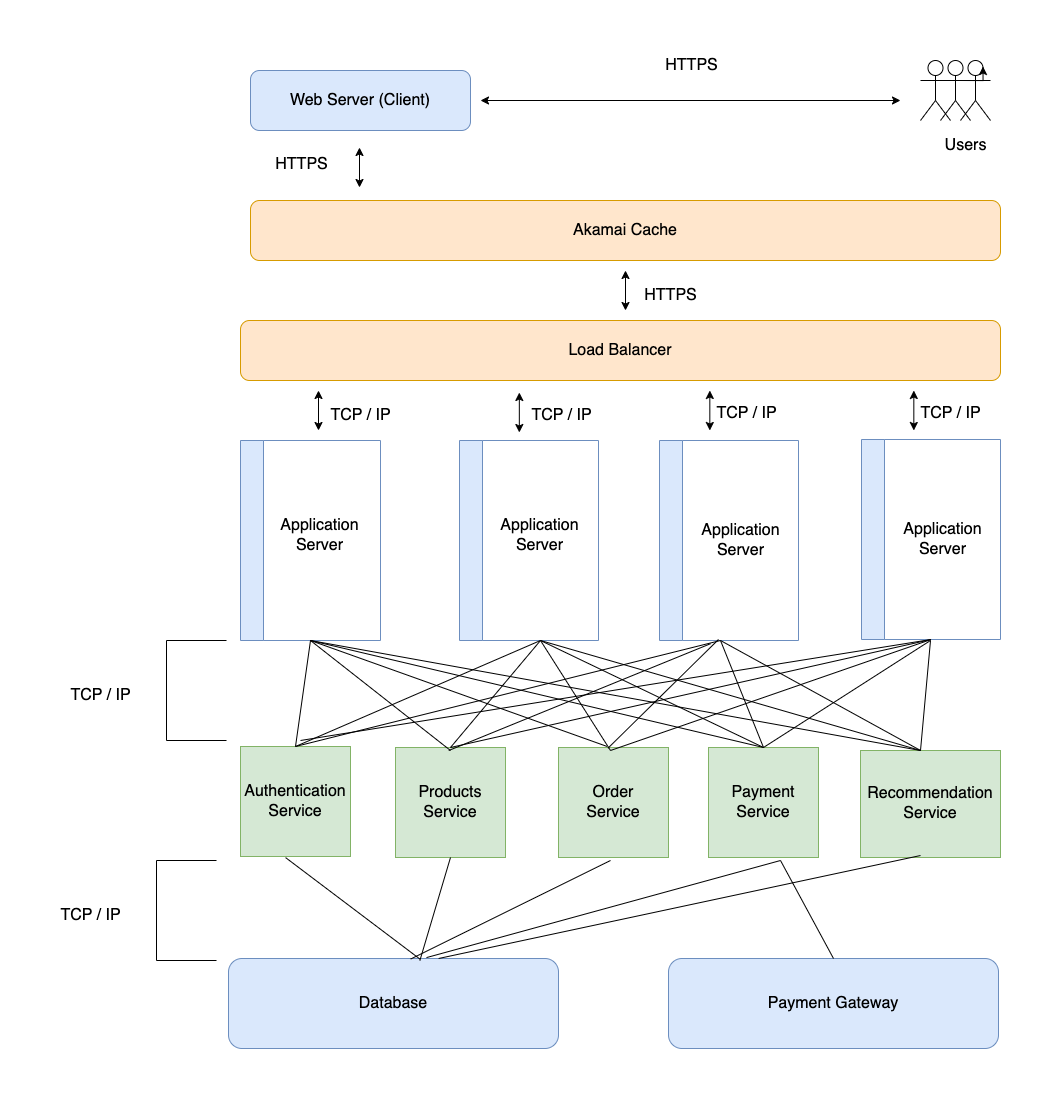 HTTPS
Web Server (Client)
Users
HTTPS
Akamai Cache
HTTPS
Load Balancer
TCP / IP
TCP / IP
TCP / IP
TCP / IP
Application
Server
Application
Server
Application
Server
Application
Server
TCP / IP
Authentication
Service
Products
Service
Order
Service
Payment
Service
Recommendation
Service
TCP / IP
Database
Payment Gateway